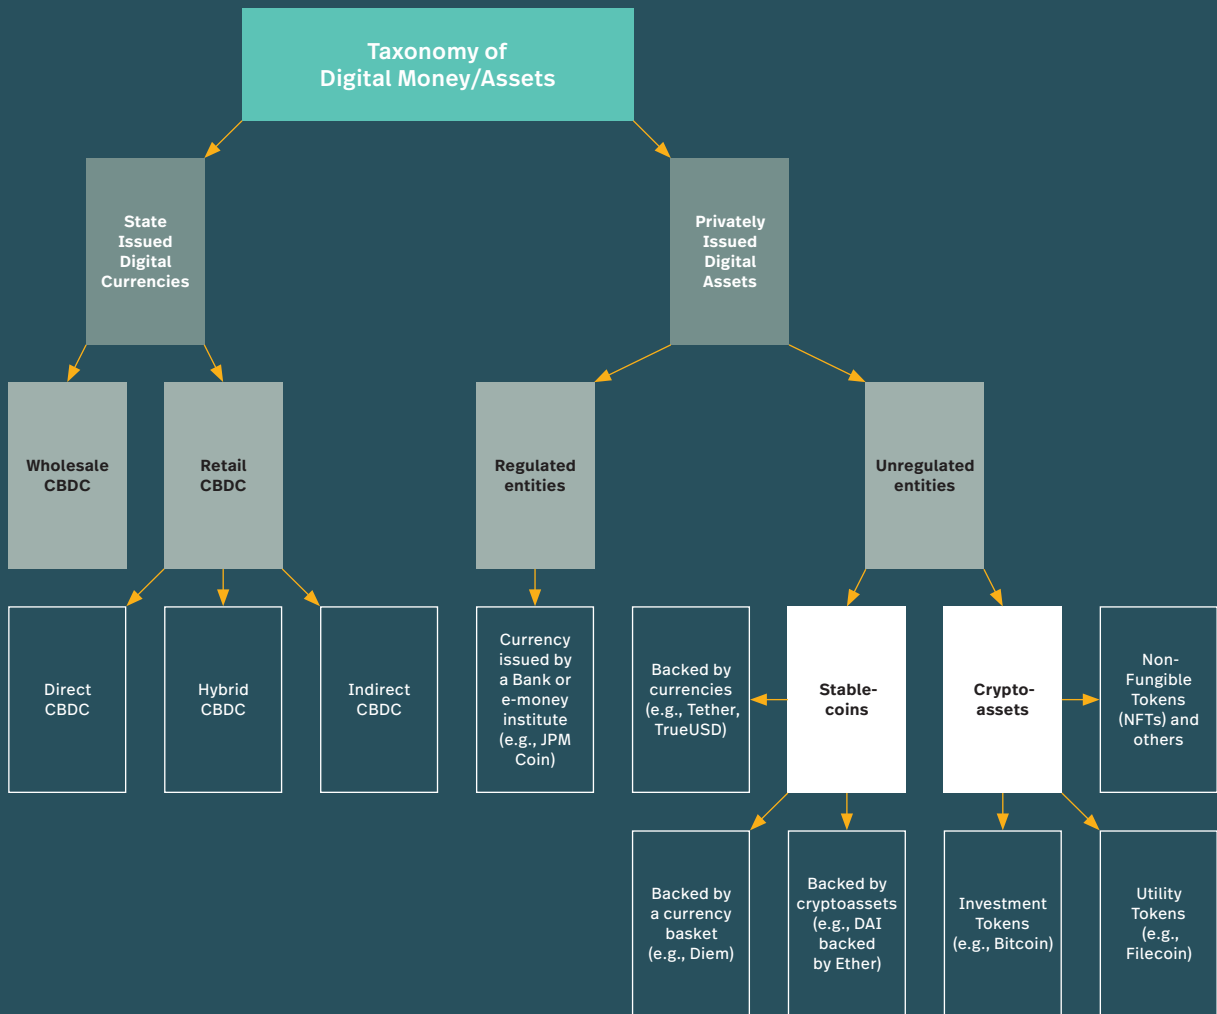 Taxonomy of
Digital Money/Assets
State
Issued
Digital
Currencies
Privately
Issued
Digital
Assets
Wholesale
CBDC
Retail
CBDC
Regulated
entities
Unregulated
entities
Direct
CBDC
Hybrid
CBDC
Indirect
CBDC
Currency
issued by
a Bank or
e-money
institute
(e.g., JPM
Coin)
Backed by
currencies
(e.g., Tether,
TrueUSD)
Stable-
coins
Crypto-
assets
Non-
Fungible
Tokens
(NFTs) and
others
Backed by
a currency
basket
(e.g., Diem)
Backed by
cryptoassets
(e.g., DAI
backed
by Ether)
Investment
Tokens
(e.g., Bitcoin)
Utility
Tokens
(e.g.,
Filecoin)